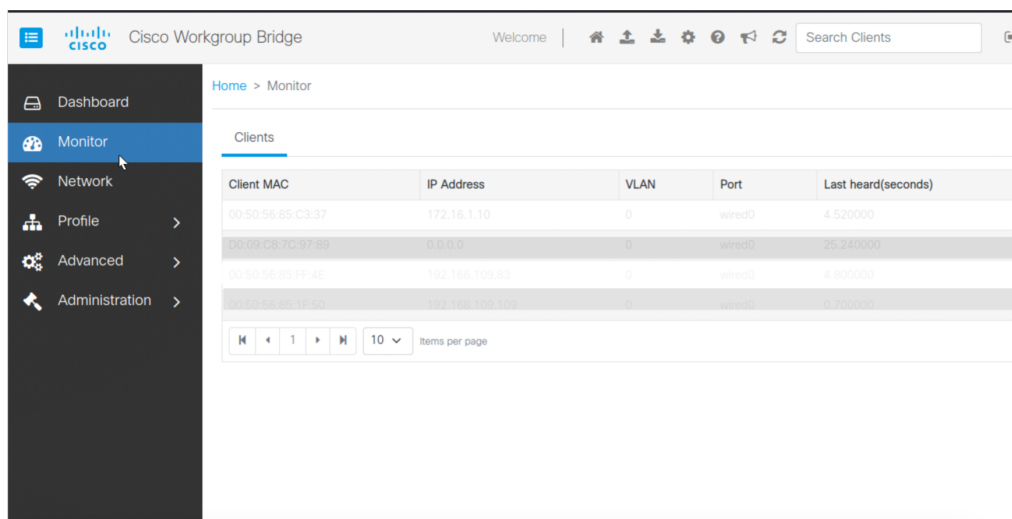 CISCO Cisco Workgroup Bridge Welcome Search Clients
Home > Monitor
Dashboard
Monitor
Network
Profile
Advanced
Administration
Clients
Client MAC IP Address VLAN Port Last heard(seconds)
00:50:56:85:C3:37 172.16.1.10 0 wired0 4.520000
D0:09:C8:7C:97:89 0.0.0.0 0 wired0 25.240000
00:50:56:85:FF:4E 192.168.109.83 0 wired0 4.800000
00:50:56:85:1F:50 192.168.109.109 0 wired0 0.700000
1 10 Items per page